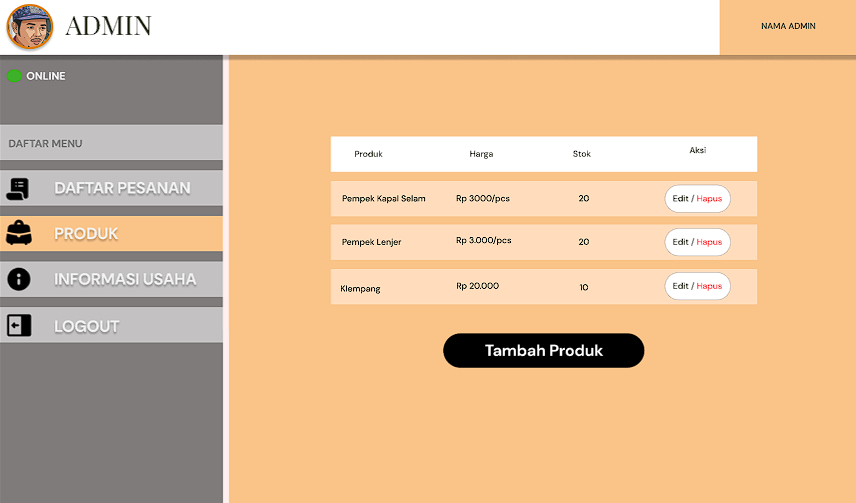 ADMIN
NAMA ADMIN
ONLINE
DAFTAR MENU
DAFTAR PESANAN
PRODUK
INFORMASI USAHA
LOGOUT
Produk Harga Stok Aksi
Pempek Kapal Selam Rp 3000/pcs 20 Edit / Hapus
Pempek Lenjer Rp 3.000/pcs 20 Edit / Hapus
Klempang Rp 20.000 10 Edit / Hapus
Tambah Produk